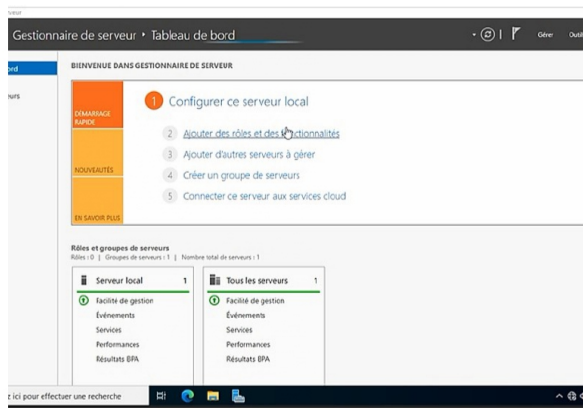 erveur
Gestionnaire de serveur • Tableau de bord
Gérer
Outil
ord
eurs
BIENVENUE DANS GESTIONNAIRE DE SERVEUR
DÉMARRAGE
RAPIDE
NOUVEAUTÉS
EN SAVOIR PLUS
1 Configurer ce serveur local
2 Ajouter des rôles et des fonctionnalités
3 Ajouter d'autres serveurs à gérer
4 Créer un groupe de serveurs
5 Connecter ce serveur aux services cloud
Rôles et groupes de serveurs
Rôles : 0 | Groupes de serveurs : 1 | Nombre total de serveurs : 1
Serveur local 1
Facilité de gestion
Événements
Services
Performances
Résultats BPA
Tous les serveurs 1
Facilité de gestion
Événements
Services
Performances
Résultats BPA
z ici pour effectuer une recherche